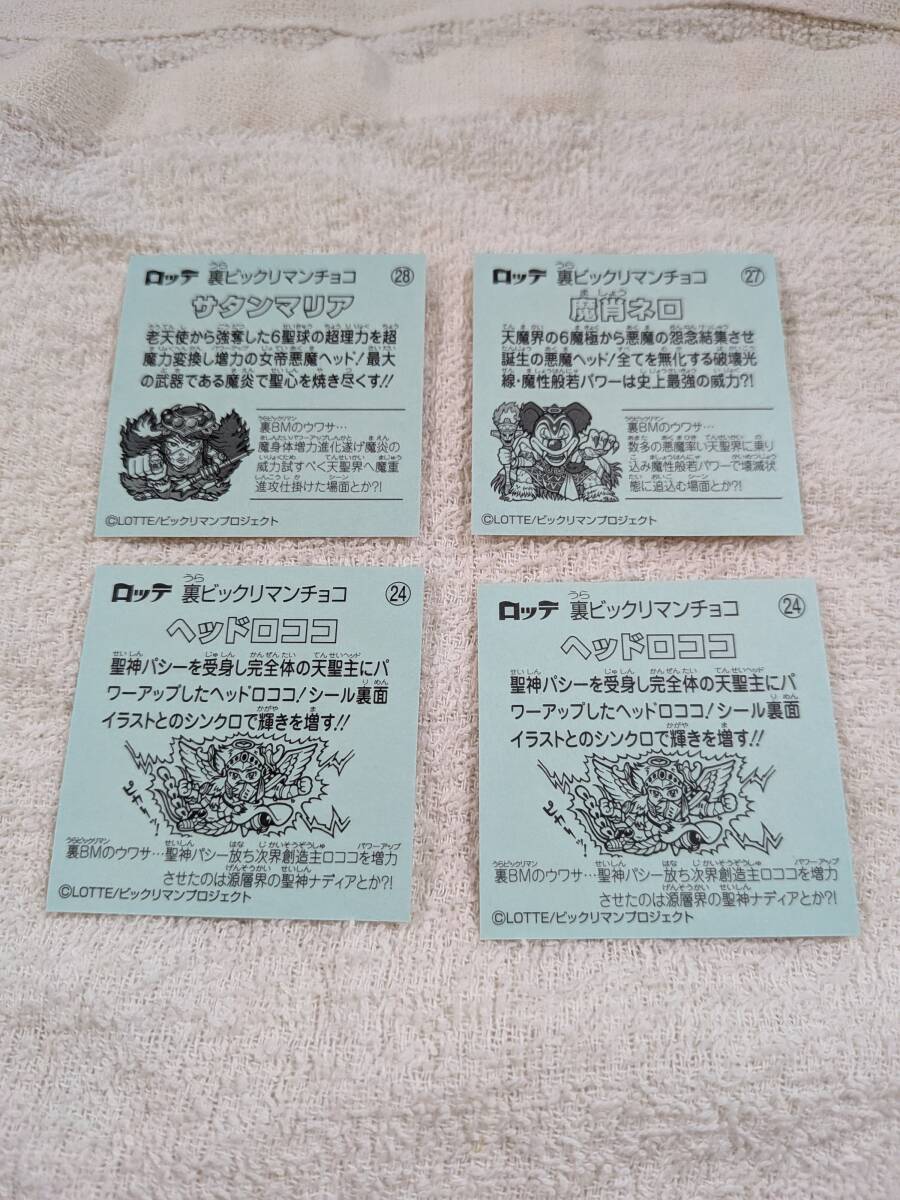 ロッテ 裏ビックリマンチョコ 28
サタンマリア
老天使から強奪した6聖球の超理力を超
魔力変換し増力の女帝悪魔ヘッド!最大
の武器である魔炎で聖心を焼き尽くす!!
裏BMのウワサ…
魔身体増力進化遂げ魔炎の
威力試すべく天聖界へ魔重
進攻仕掛けた場面とか?!
©LOTTE/ビックリマンプロジェクト
ロッテ 裏ビックリマンチョコ 27
魔肖ネロ
天魔界の6魔極から悪魔の怨念結集させ
誕生の悪魔ヘッド!全てを無化する破壊光
線・魔性般若パワーは史上最強の威力?!
裏BMのウワサ…
数多の悪魔率い天聖界に乗り
込み魔性般若パワーで壊滅状
態に追込む場面とか?!
©LOTTE/ビックリマンプロジェクト
ロッテ 裏ビックリマンチョコ 24
ヘッドロココ
聖神パシーを受身し完全体の天聖主にパ
ワーアップしたヘッドロココ!シール裏面
イラストとのシンクロで輝きを増す!!
裏BMのウワサ…聖神パシー放ち次界創造主ロココを増力
させたのは源層界の聖神ナディアとか?!
©LOTTE/ビックリマンプロジェクト
ロッテ 裏ビックリマンチョコ 24
ヘッドロココ
聖神パシーを受身し完全体の天聖主にパ
ワーアップしたヘッドロココ!シール裏面
イラストとのシンクロで輝きを増す!!
裏BMのウワサ…聖神パシー放ち次界創造主ロココを増力
させたのは源層界の聖神ナディアとか?!
©LOTTE/ビックリマンプロジェクト